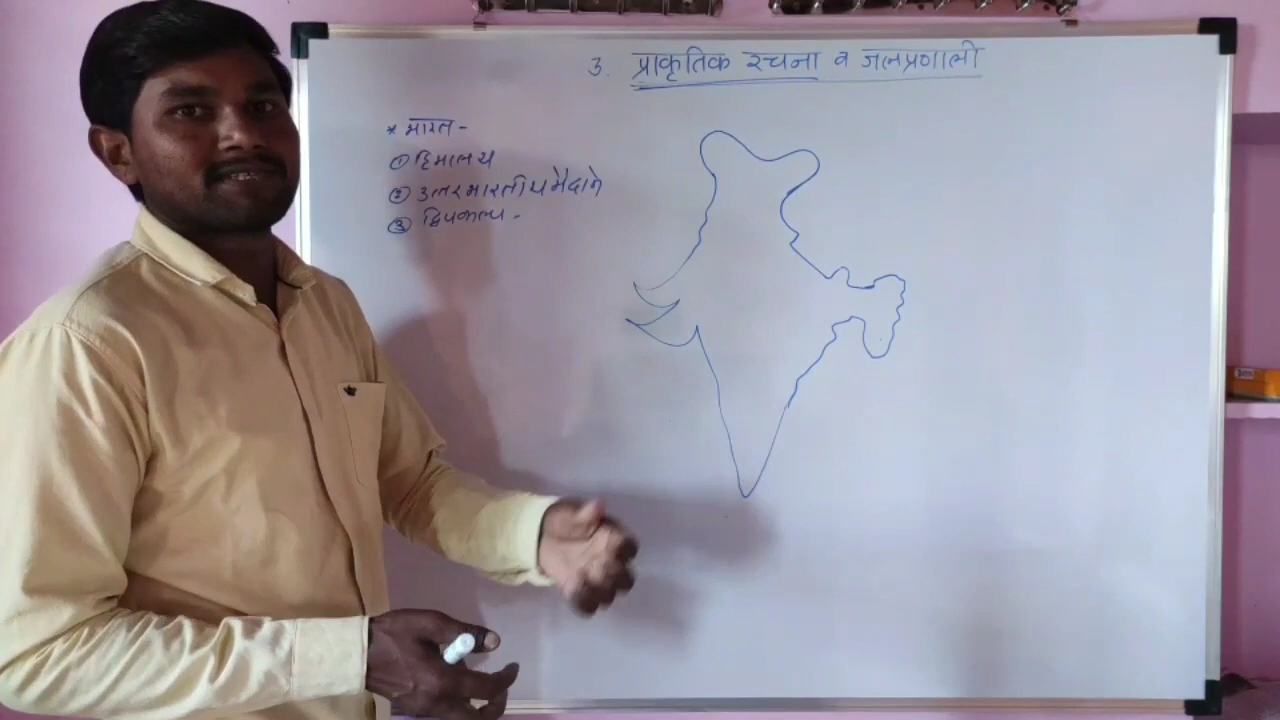 3. प्राकृतिक रचना व जलप्रणाली
* भारत -
① हिमालय
② उत्तर भारतीय मैदाने
③ द्विपकल्प -